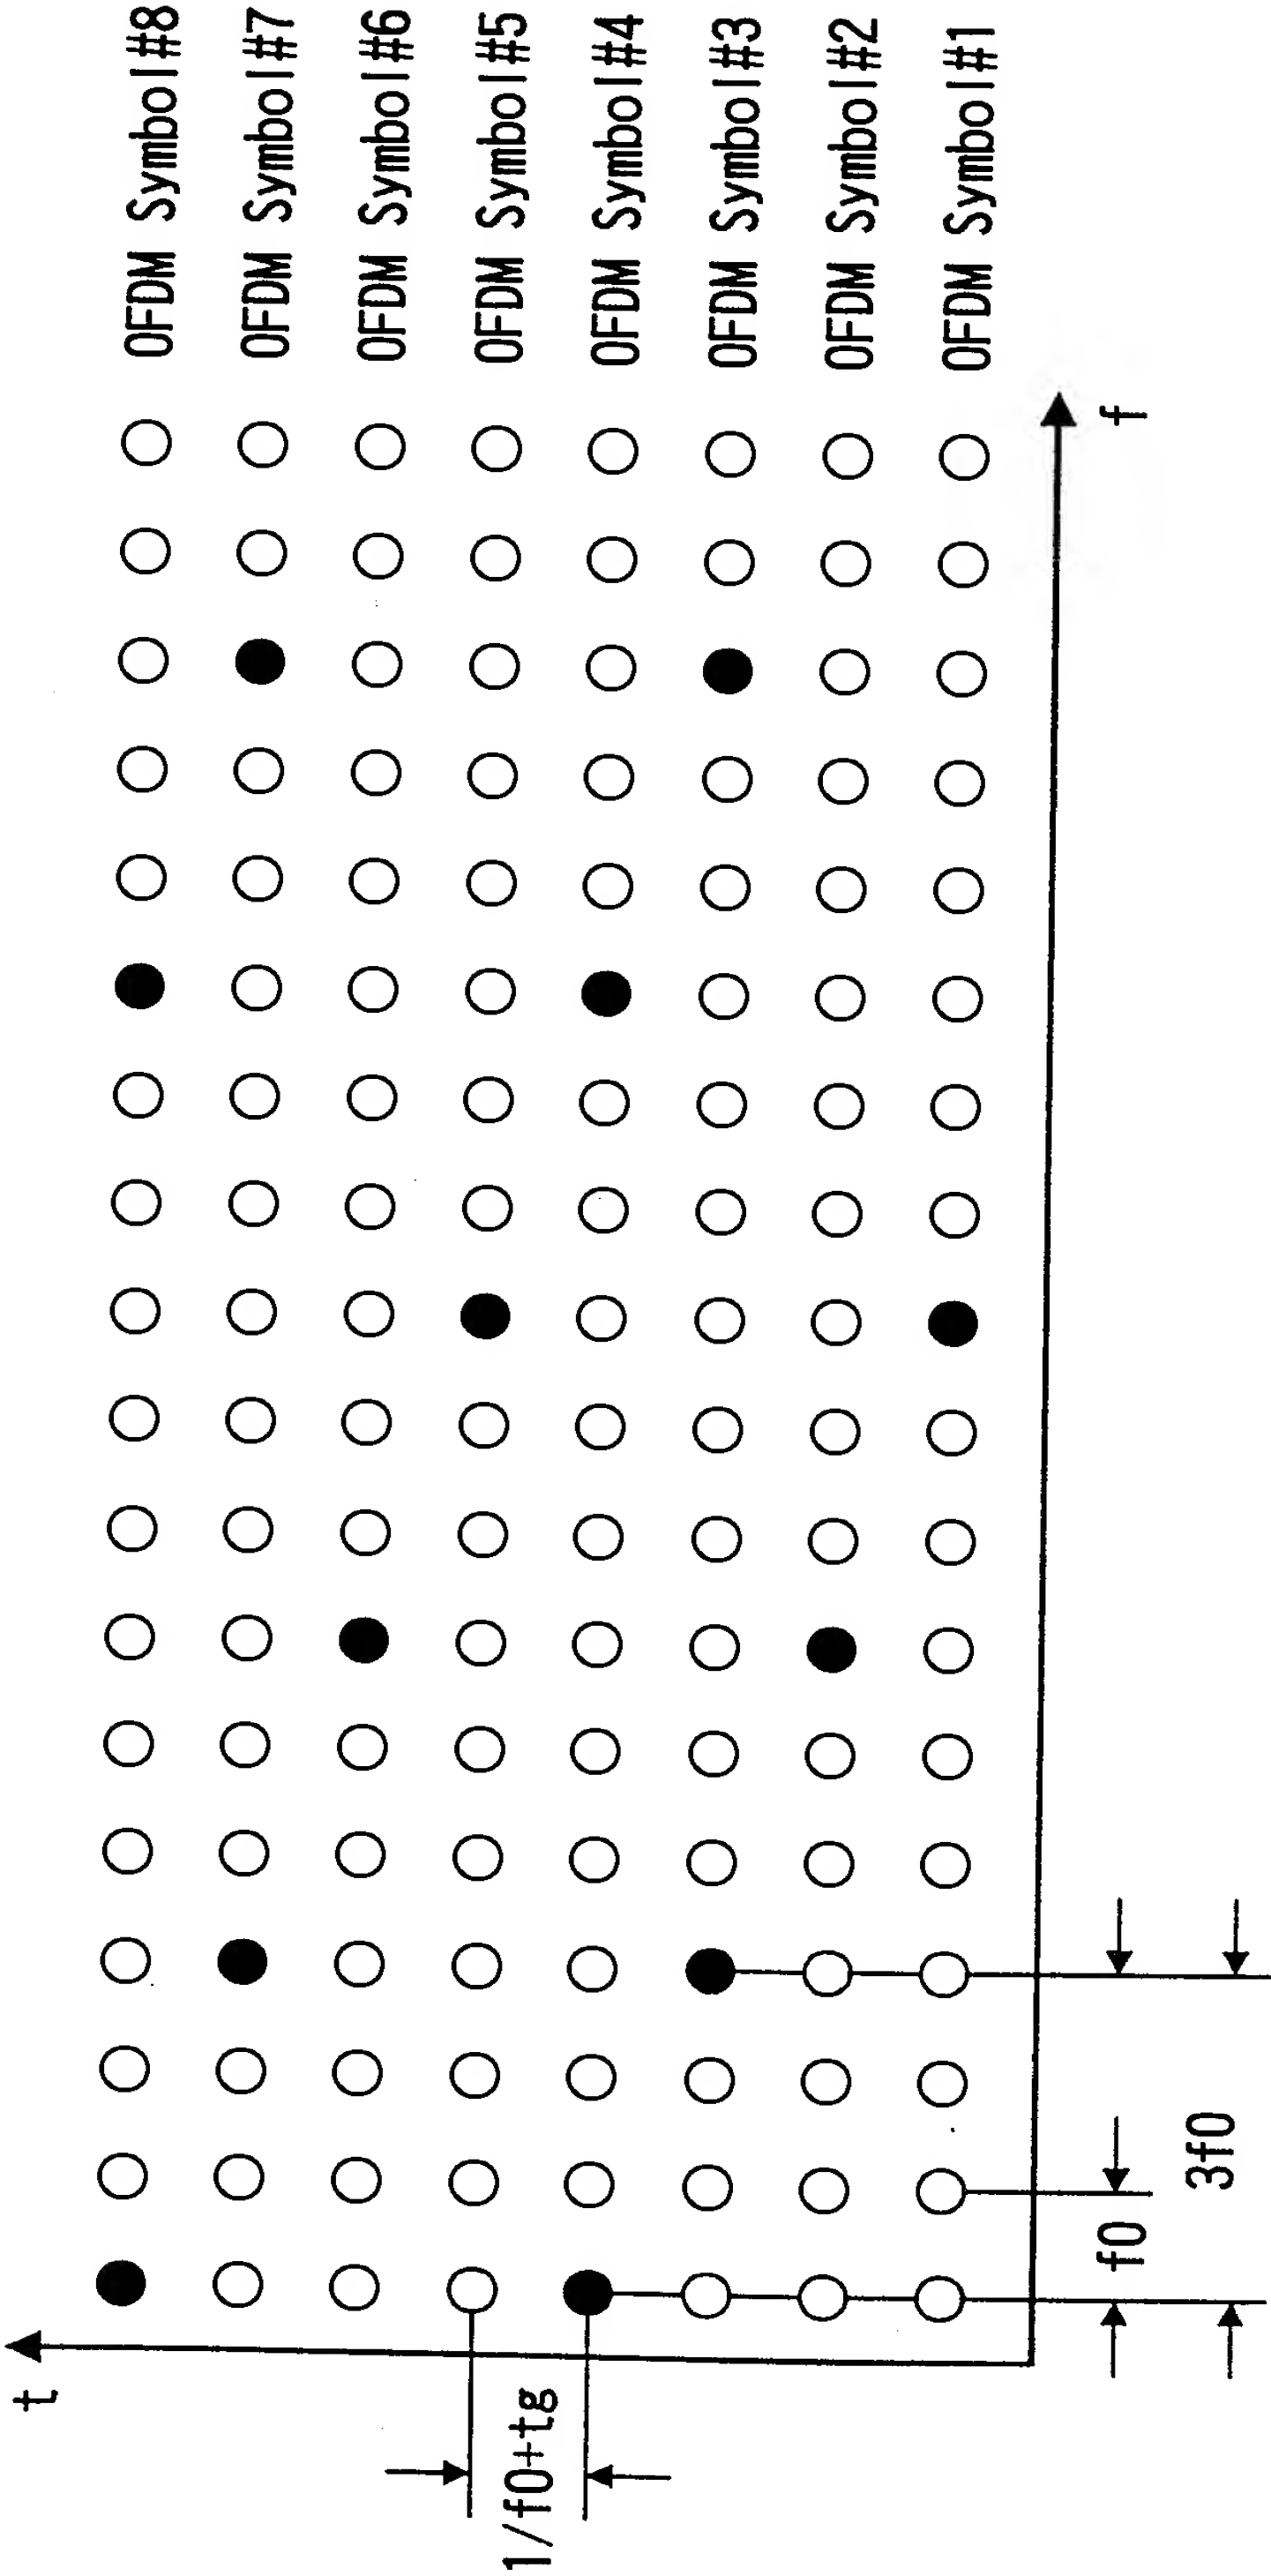 OFDM Symbol#8
OFDM Symbol#7
OFDM Symbol#6
OFDM Symbol#5
OFDM Symbol#4
OFDM Symbol#3
OFDM Symbol#2
OFDM Symbol#1
t
f
1/f0+tg
f0
3f0